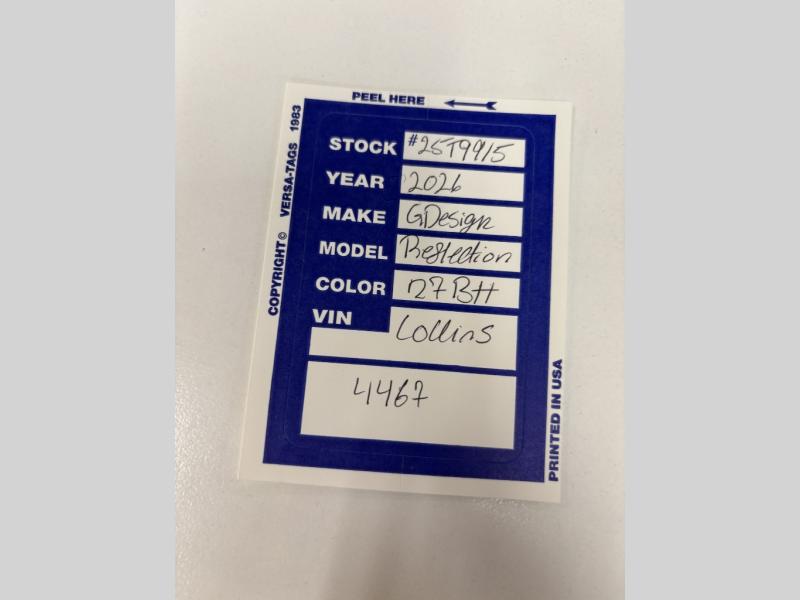 PEEL HERE
COPYRIGHT © VERSA-TAGS 1983
STOCK #25T9915
YEAR 2026
MAKE GDesign
MODEL Reflection
COLOR 27BH
VIN Collins
4467
PRINTED IN USA